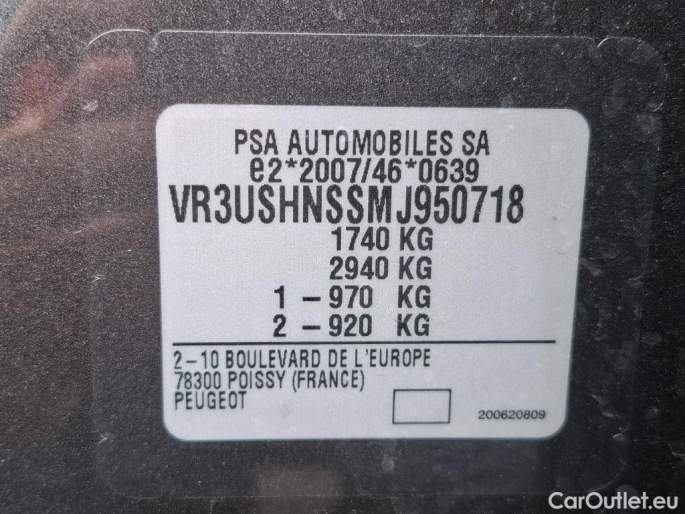 PSA AUTOMOBILES SA
e2*2007/46*0639
VR3USHNSSMJ950718
1740 KG
2940 KG
1 – 970 KG
2 – 920 KG
2 – 10 BOULEVARD DE L'EUROPE
78300 POISSY (FRANCE)
PEUGEOT
200620809
CarOutlet.eu